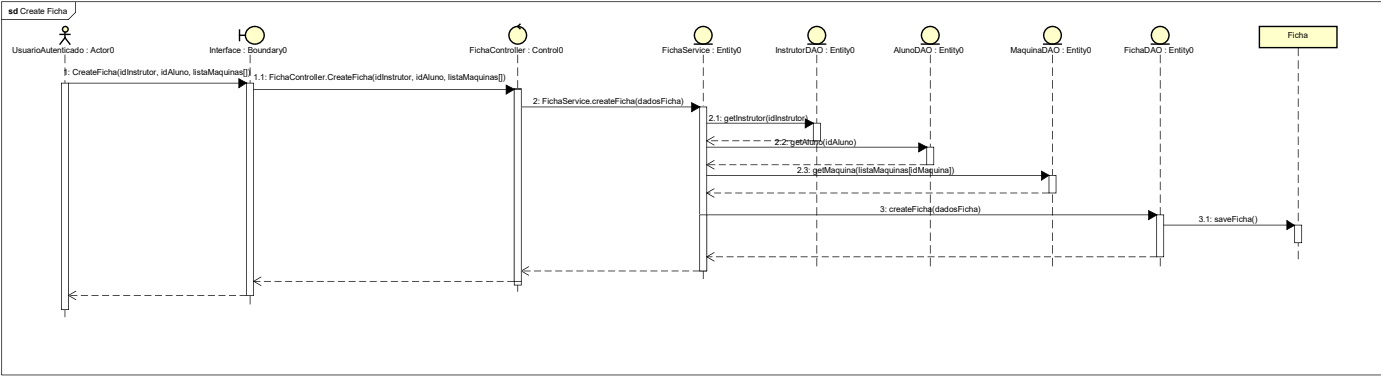 sd Create Ficha
UsuarioAutenticado : Actor0
Interface : Boundary0
FichaController : Control0
FichaService : Entity0
InstrutorDAO : Entity0
AlunoDAO : Entity0
MaquinaDAO : Entity0
FichaDAO : Entity0
Ficha
1: CreateFicha(idInstrutor, idAluno, listaMaquinas[])
1.1: FichaController.CreateFicha(idInstrutor, idAluno, listaMaquinas[])
2: FichaService.createFicha(dadosFicha)
2.1: getInstrutor(idInstrutor)
2.2: getAluno(idAluno)
2.3: getMaquina(listaMaquinas[idMaquina])
3: createFicha(dadosFicha)
3.1: saveFicha()